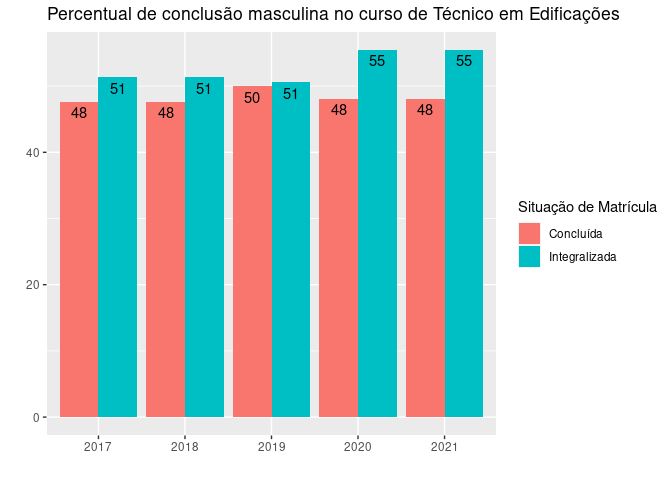 Percentual de conclusão masculina no curso de Técnico em Edificações
48 51 48 51 50 51 48 55 48 55
40
20
0
2017 2018 2019 2020 2021
Situação de Matrícula
Concluída
Integralizada